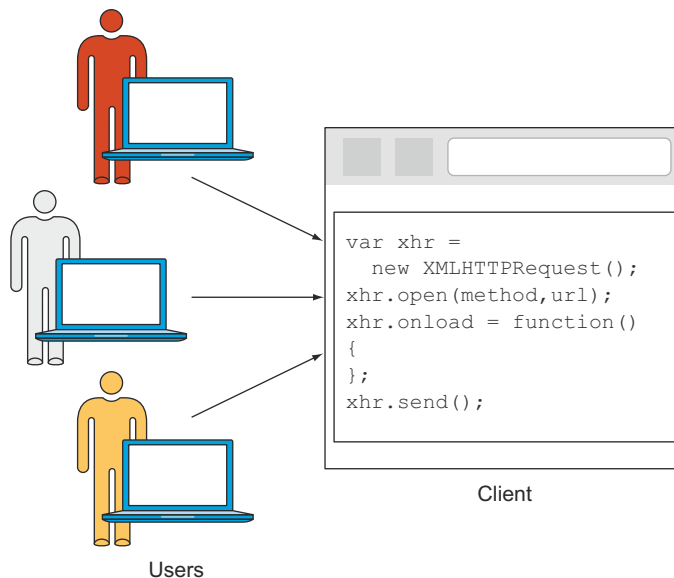 var xhr =
new XMLHTTPRequest();
xhr.open(method,url);
xhr.onload = function()
{
};
xhr.send();
Client
Users